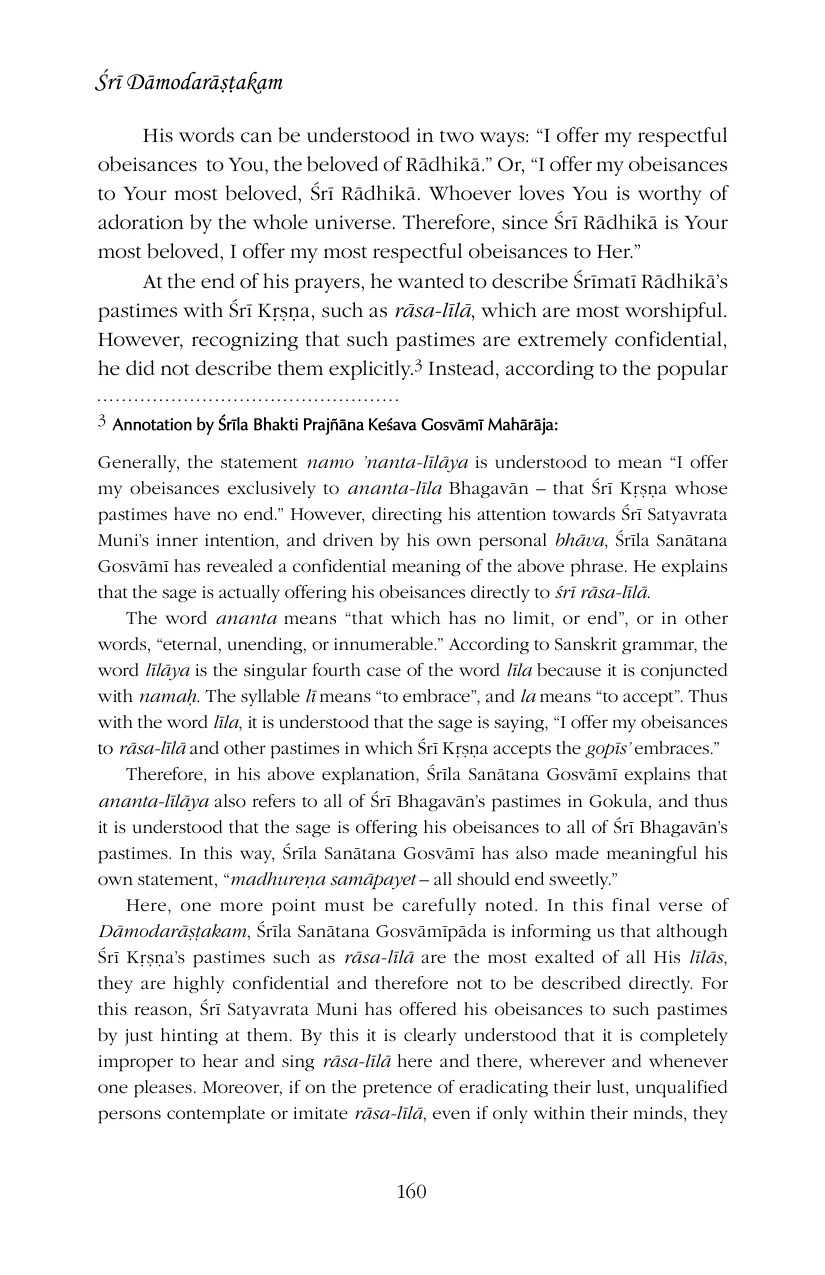 Śrī Dāmodarāṣṭakam
His words can be understood in two ways: “I offer my respectful
obeisances to You, the beloved of Rādhikā.” Or, “I offer my obeisances
to Your most beloved, Śrī Rādhikā. Whoever loves You is worthy of
adoration by the whole universe. Therefore, since Śrī Rādhikā is Your
most beloved, I offer my most respectful obeisances to Her.”
At the end of his prayers, he wanted to describe Śrīmatī Rādhikā’s
pastimes with Śrī Kṛṣṇa, such as rāsa-līlā, which are most worshipful.
However, recognizing that such pastimes are extremely confidential,
he did not describe them explicitly.3 Instead, according to the popular
..................................................
3 Annotation by Śrīla Bhakti Prajñāna Keśava Gosvāmī Mahārāja:
Generally, the statement namo ’nanta-līlāya is understood to mean “I offer
my obeisances exclusively to ananta-līla Bhagavān – that Śrī Kṛṣṇa whose
pastimes have no end.” However, directing his attention towards Śrī Satyavrata
Muni’s inner intention, and driven by his own personal bhāva, Śrīla Sanātana
Gosvāmī has revealed a confidential meaning of the above phrase. He explains
that the sage is actually offering his obeisances directly to śrī rāsa-līlā.
The word ananta means “that which has no limit, or end”, or in other
words, “eternal, unending, or innumerable.” According to Sanskrit grammar, the
word līlāya is the singular fourth case of the word līla because it is conjuncted
with namaḥ. The syllable lī means “to embrace”, and la means “to accept”. Thus
with the word līla, it is understood that the sage is saying, “I offer my obeisances
to rāsa-līlā and other pastimes in which Śrī Kṛṣṇa accepts the gopīs’ embraces.”
Therefore, in his above explanation, Śrīla Sanātana Gosvāmī explains that
ananta-līlāya also refers to all of Śrī Bhagavān’s pastimes in Gokula, and thus
it is understood that the sage is offering his obeisances to all of Śrī Bhagavān’s
pastimes. In this way, Śrīla Sanātana Gosvāmī has also made meaningful his
own statement, “madhureṇa samāpayet – all should end sweetly.”
Here, one more point must be carefully noted. In this final verse of
Dāmodarāṣṭakam, Śrīla Sanātana Gosvāmīpāda is informing us that although
Śrī Kṛṣṇa’s pastimes such as rāsa-līlā are the most exalted of all His līlās,
they are highly confidential and therefore not to be described directly. For
this reason, Śrī Satyavrata Muni has offered his obeisances to such pastimes
by just hinting at them. By this it is clearly understood that it is completely
improper to hear and sing rāsa-līlā here and there, wherever and whenever
one pleases. Moreover, if on the pretence of eradicating their lust, unqualified
persons contemplate or imitate rāsa-līlā, even if only within their minds, they
160